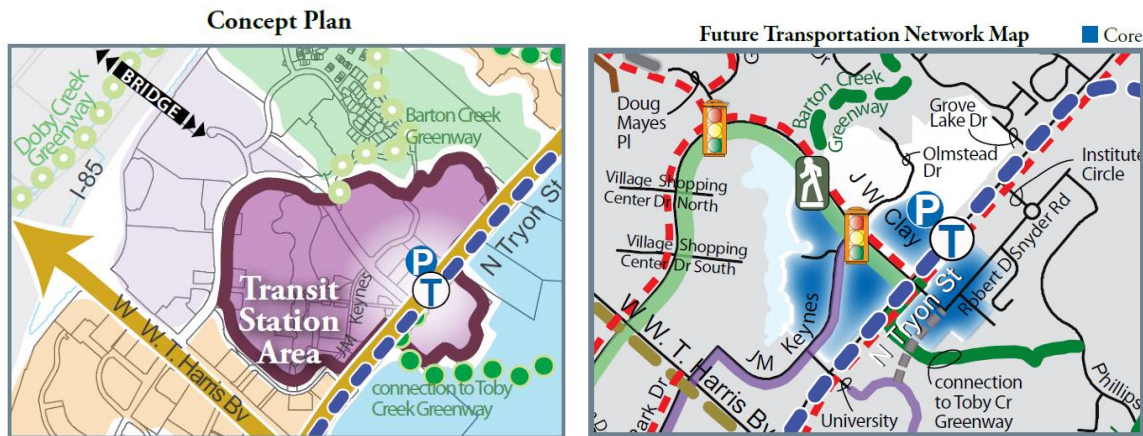 Concept Plan
BRIDGE
Doby Creek
Greenway
I-85
Barton Creek
Greenway
N Tryon St
P
T
Transit
Station
Area
JM Keynes
W. W. T. Harris Bv
connection to Toby
Creek Greenway
Future Transportation Network Map
Core
Doug
Mayes
Pl
Barton Creek
Greenway
Grove
Lake Dr
Olmstead
Dr
Institute
Circle
Village Shopping
Center Dr North
J W Clay
P
T
Village Shopping
Center Dr South
Robert D Snyder Rd
N Tryon St
JM Keynes
W W. T. Harris Bv
Park Dr
University
connection
to Toby Cr
Greenway
Phillips